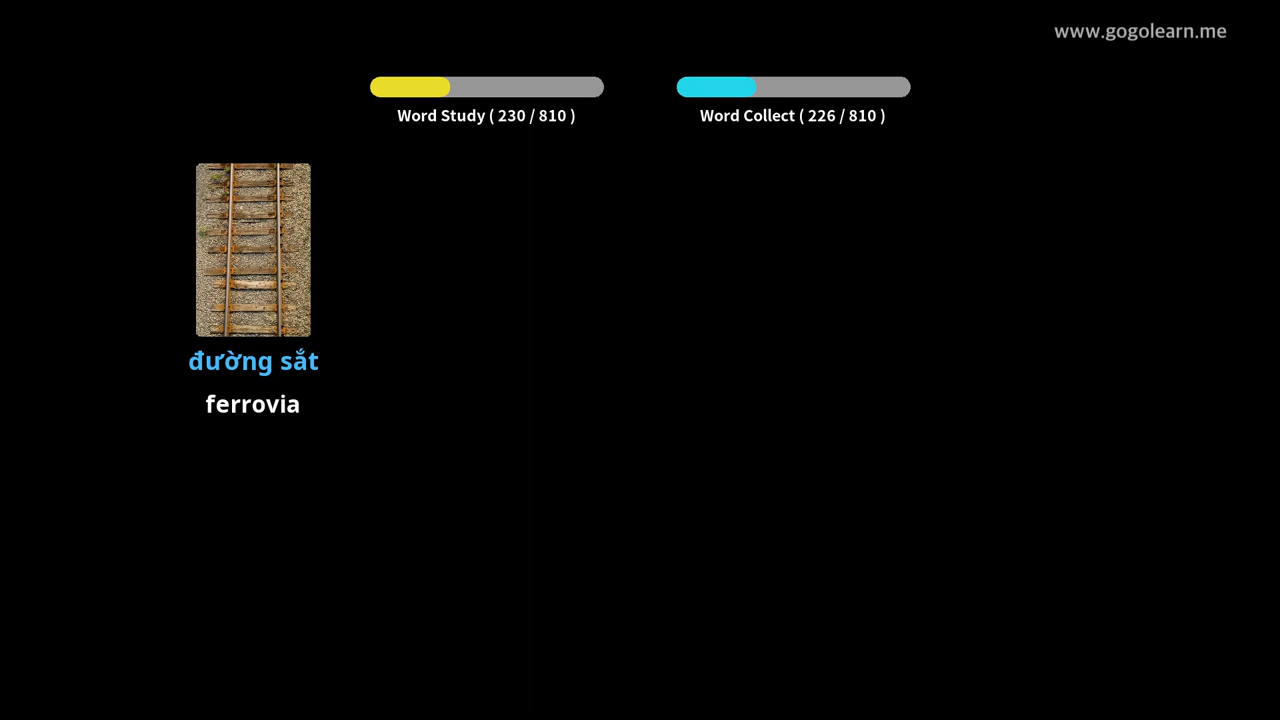 www.gogolearn.me
Word Study ( 230 / 810 )
Word Collect ( 226 / 810 )
đường sắt
ferrovia